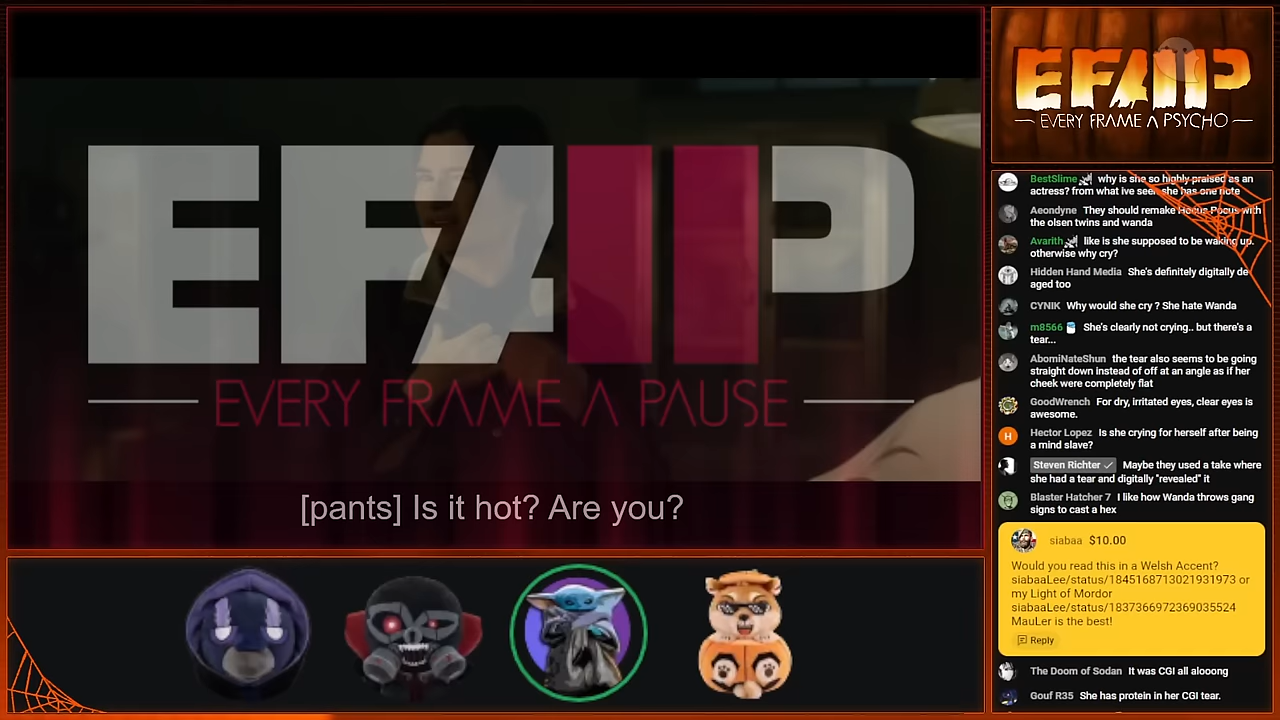 EFAIIP
EVERY FRAME A PAUSE
[pants] Is it hot? Are you?
EFAIIP
EVERY FRAME A PSYCHO
BestSlime why is she so highly praised as an
actress? from what ive seen she has one note
Aeondyne They should remake Hocus Pocus with
the olsen twins and wanda
Avarith like is she supposed to be waking up.
otherwise why cry?
Hidden Hand Media She's definitely digitally de
aged too
CYNIK Why would she cry ? She hate Wanda
m8566 She's clearly not crying.. but there's a
tear...
AbomiNateShun the tear also seems to be going
straight down instead of off at an angle as if her
cheek were completely flat
GoodWrench For dry, irritated eyes, clear eyes is
awesome.
H Hector Lopez Is she crying for herself after being
a mind slave?
Steven Richter Maybe they used a take where
she had a tear and digitally "revealed" it
Blaster Hatcher 7 I like how Wanda throws gang
signs to cast a hex
siabaa $10.00
Would you read this in a Welsh Accent?
siabaaLee/status/1845168713021931973 or
my Light of Mordor
siabaaLee/status/1837366972369035524
MauLer is the best!
Reply
The Doom of Sodan It was CGI all alooong
Gouf R35 She has protein in her CGI tear.